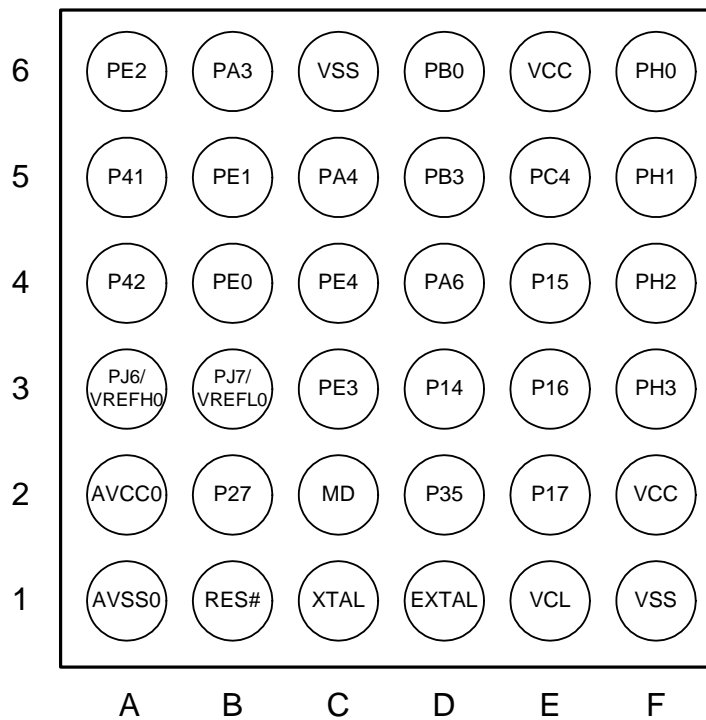 6 PE2 PA3 VSS PB0 VCC PH0
5 P41 PE1 PA4 PB3 PC4 PH1
4 P42 PE0 PE4 PA6 P15 PH2
3 PJ6/ VREFH0 PJ7/ VREFL0 PE3 P14 P16 PH3
2 AVCC0 P27 MD P35 P17 VCC
1 AVSS0 RES# XTAL EXTAL VCL VSS
A B C D E F